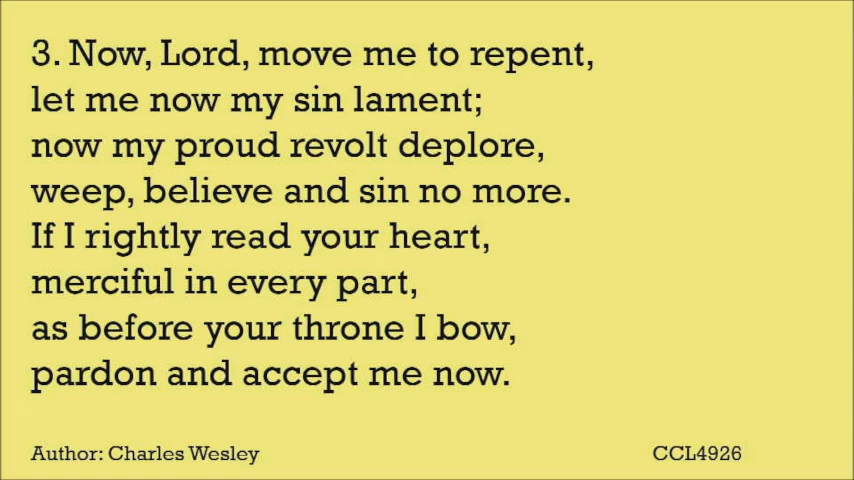 3. Now, Lord, move me to repent,
let me now my sin lament;
now my proud revolt deplore,
weep, believe and sin no more.
If I rightly read your heart,
merciful in every part,
as before your throne I bow,
pardon and accept me now.
Author: Charles Wesley CCL4926